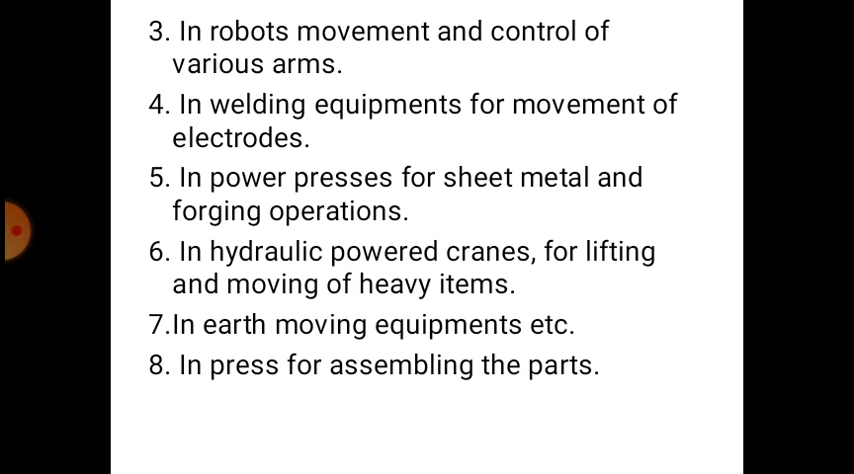 3. In robots movement and control of
various arms.
4. In welding equipments for movement of
electrodes.
5. In power presses for sheet metal and
forging operations.
6. In hydraulic powered cranes, for lifting
and moving of heavy items.
7.In earth moving equipments etc.
8. In press for assembling the parts.